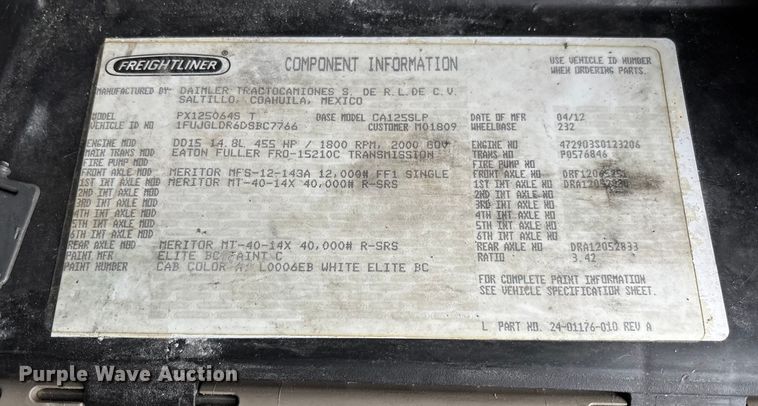 FREIGHTLINER
COMPONENT INFORMATION
USE VEHICLE ID NUMBER
WHEN ORDERING PARTS.
MANUFACTURED BY: DAIMLER TRACTOCAMIONES S. DE R.L. DE C.V.
SALTILLO, COAHUILA, MEXICO
MODEL PX125064S T BASE MODEL CA125SLP DATE OF MFR 04/12
VEHICLE ID NUMBER 1FUJGLDR6DSBC7766 CUSTOMER M01809 WHEELBASE 232
ENGINE MOD DD15 14.8L 455 HP / 1800 RPM, 2000 GOV ENGINE NO 472903S0123206
TRANS MOD EATON FULLER FRO-15210C TRANSMISSION TRANS NO P0576846
FIRE PUMP MOD FIRE PUMP NO
FRONT AXLE MOD MERITOR MFS-12-143A 12,000# FF1 SINGLE FRONT AXLE NO
1ST INT AXLE MOD MERITOR MT-40-14X 40,000# R-SRS 1ST INT AXLE NO
2ND INT AXLE MOD 2ND INT AXLE NO
3RD INT AXLE MOD 3RD INT AXLE NO
4TH INT AXLE MOD 4TH INT AXLE NO
5TH INT AXLE MOD 5TH INT AXLE NO
6TH INT AXLE MOD 6TH INT AXLE NO
REAR AXLE MOD MERITOR MT-40-14X 40,000# R-SRS REAR AXLE NO DRA12052833
PAINT MFR ELITE BC PAINT C RATIO 3.42
PAINT NUMBER CAB COLOR A: L0006EB WHITE ELITE BC
FOR COMPLETE PAINT INFORMATION
SEE VEHICLE SPECIFICATION SHEET.
L PART NO. 24-01176-010 REV A
Purple Wave Auction